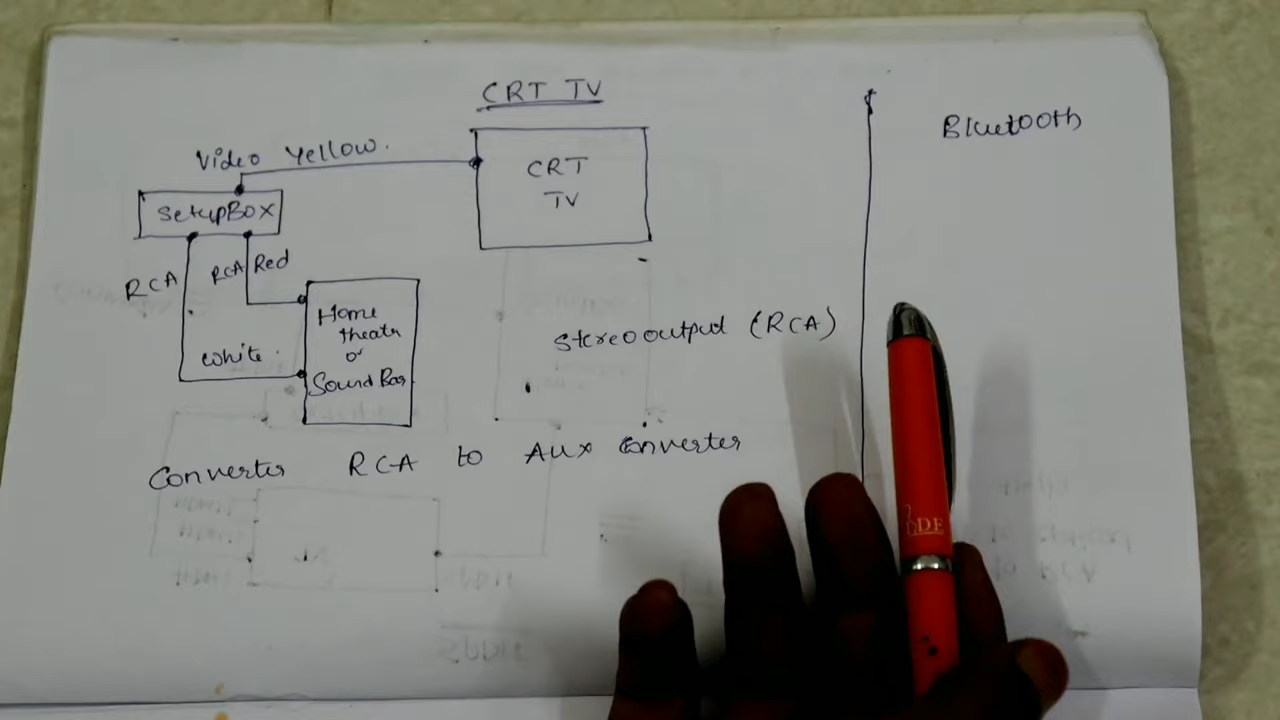 CRT TV
Video Yellow.
CRT
TV
Bluetooth
SetupBox
RCA
RCA Red
Home
theatr
or
Sound Bar
White
Stereo output (RCA)
Converter RCA to Aux Converter